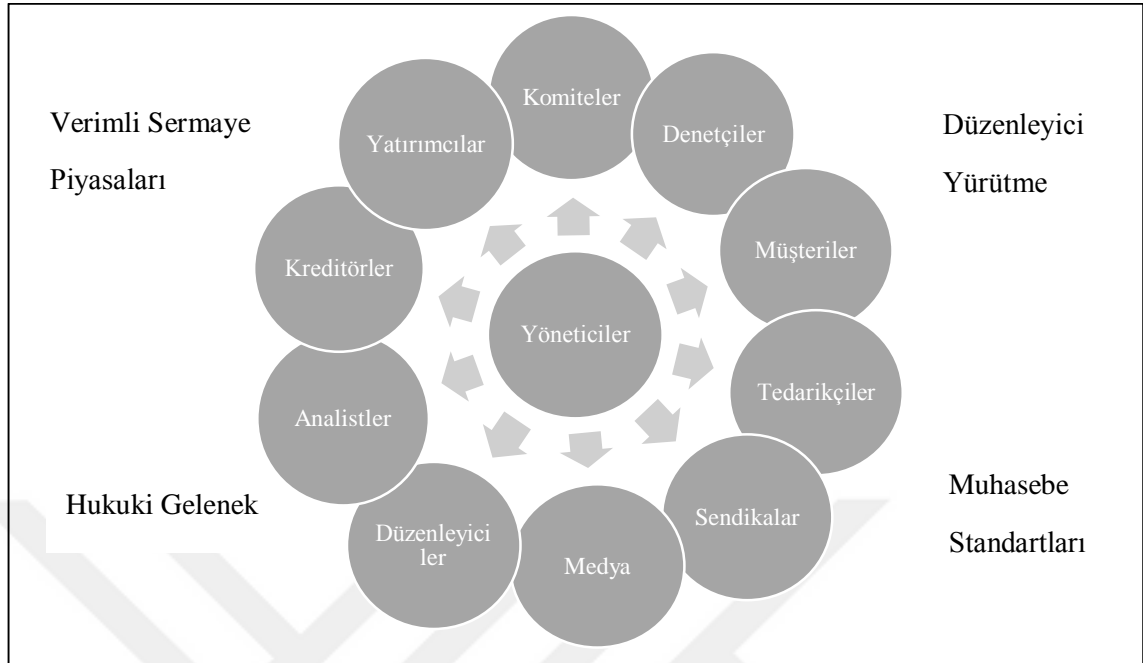 Komiteler
Verimli Sermaye
Piyasaları
Yatırımcılar
Denetçiler
Düzenleyici
Yürütme
Kreditörler
Müşteriler
Yöneticiler
Analistler
Tedarikçiler
Hukuki Gelenek
Muhasebe
Standartları
Düzenleyici
ler
Medya
Sendikalar